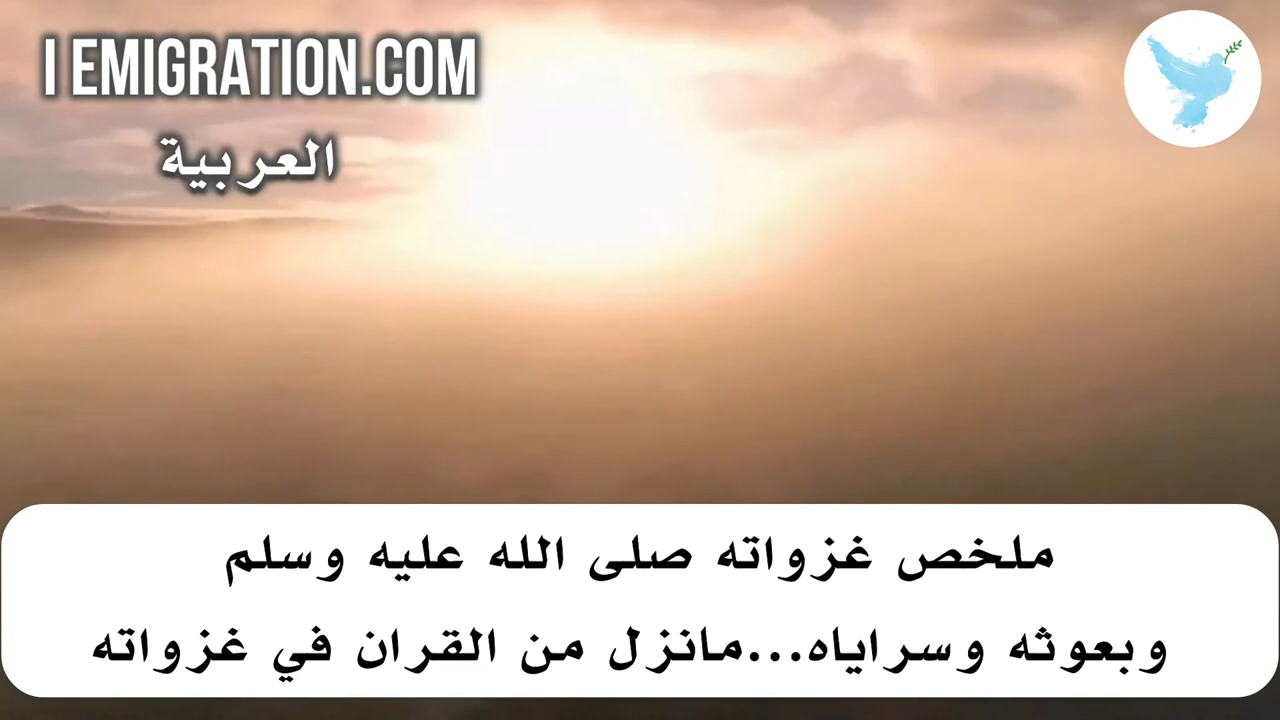 I EMIGRATION.COM
العربية
ملخص غزواته صلى الله عليه وسلم
وبعوثه وسراياه...مانزل من القران في غزواته